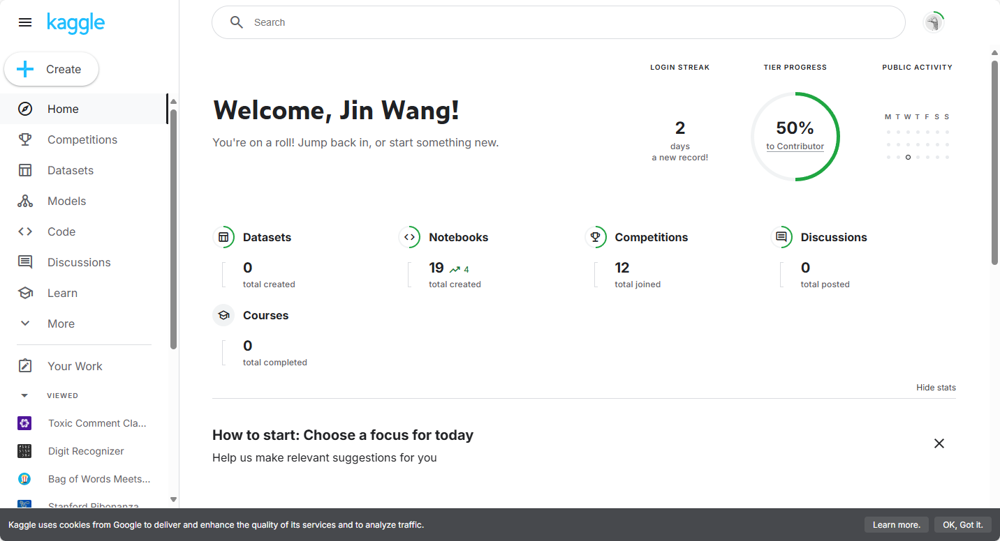 kaggle
Search
Create
Home
Competitions
Datasets
Models
Code
Discussions
Learn
More
Your Work
VIEWED
Toxic Comment Cla...
Digit Recognizer
Bag of Words Meets...
Stanford Ribonanza
LOGIN STREAK
TIER PROGRESS
PUBLIC ACTIVITY
Welcome, Jin Wang!
You're on a roll! Jump back in, or start something new.
2
days
a new record!
50%
to Contributor
M T W T F S S
Datasets
0
total created
Notebooks
19 4
total created
Competitions
12
total joined
Discussions
0
total posted
Courses
0
total completed
Hide stats
How to start: Choose a focus for today
Help us make relevant suggestions for you
Kaggle uses cookies from Google to deliver and enhance the quality of its services and to analyze traffic.
Learn more.
OK, Got it.